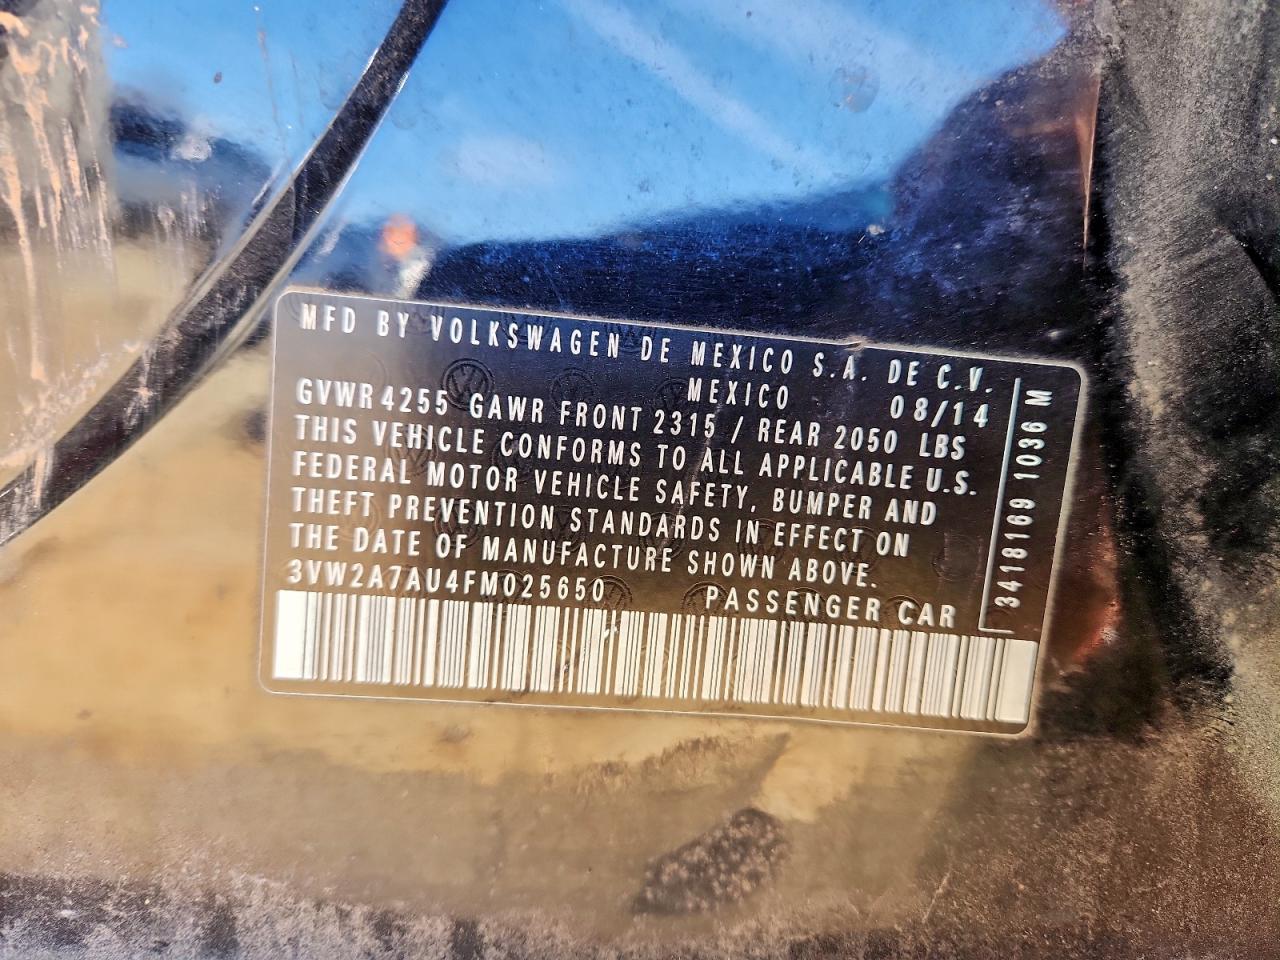 MFD BY VOLKSWAGEN DE MEXICO S.A. DE C.V.
MEXICO 08/14
GVWR 4255 GAWR FRONT 2315 / REAR 2050 LBS
THIS VEHICLE CONFORMS TO ALL APPLICABLE U.S.
FEDERAL MOTOR VEHICLE SAFETY, BUMPER AND
THEFT PREVENTION STANDARDS IN EFFECT ON
THE DATE OF MANUFACTURE SHOWN ABOVE.
3VW2A7AU4FM025650 PASSENGER CAR
3418169 1036 M